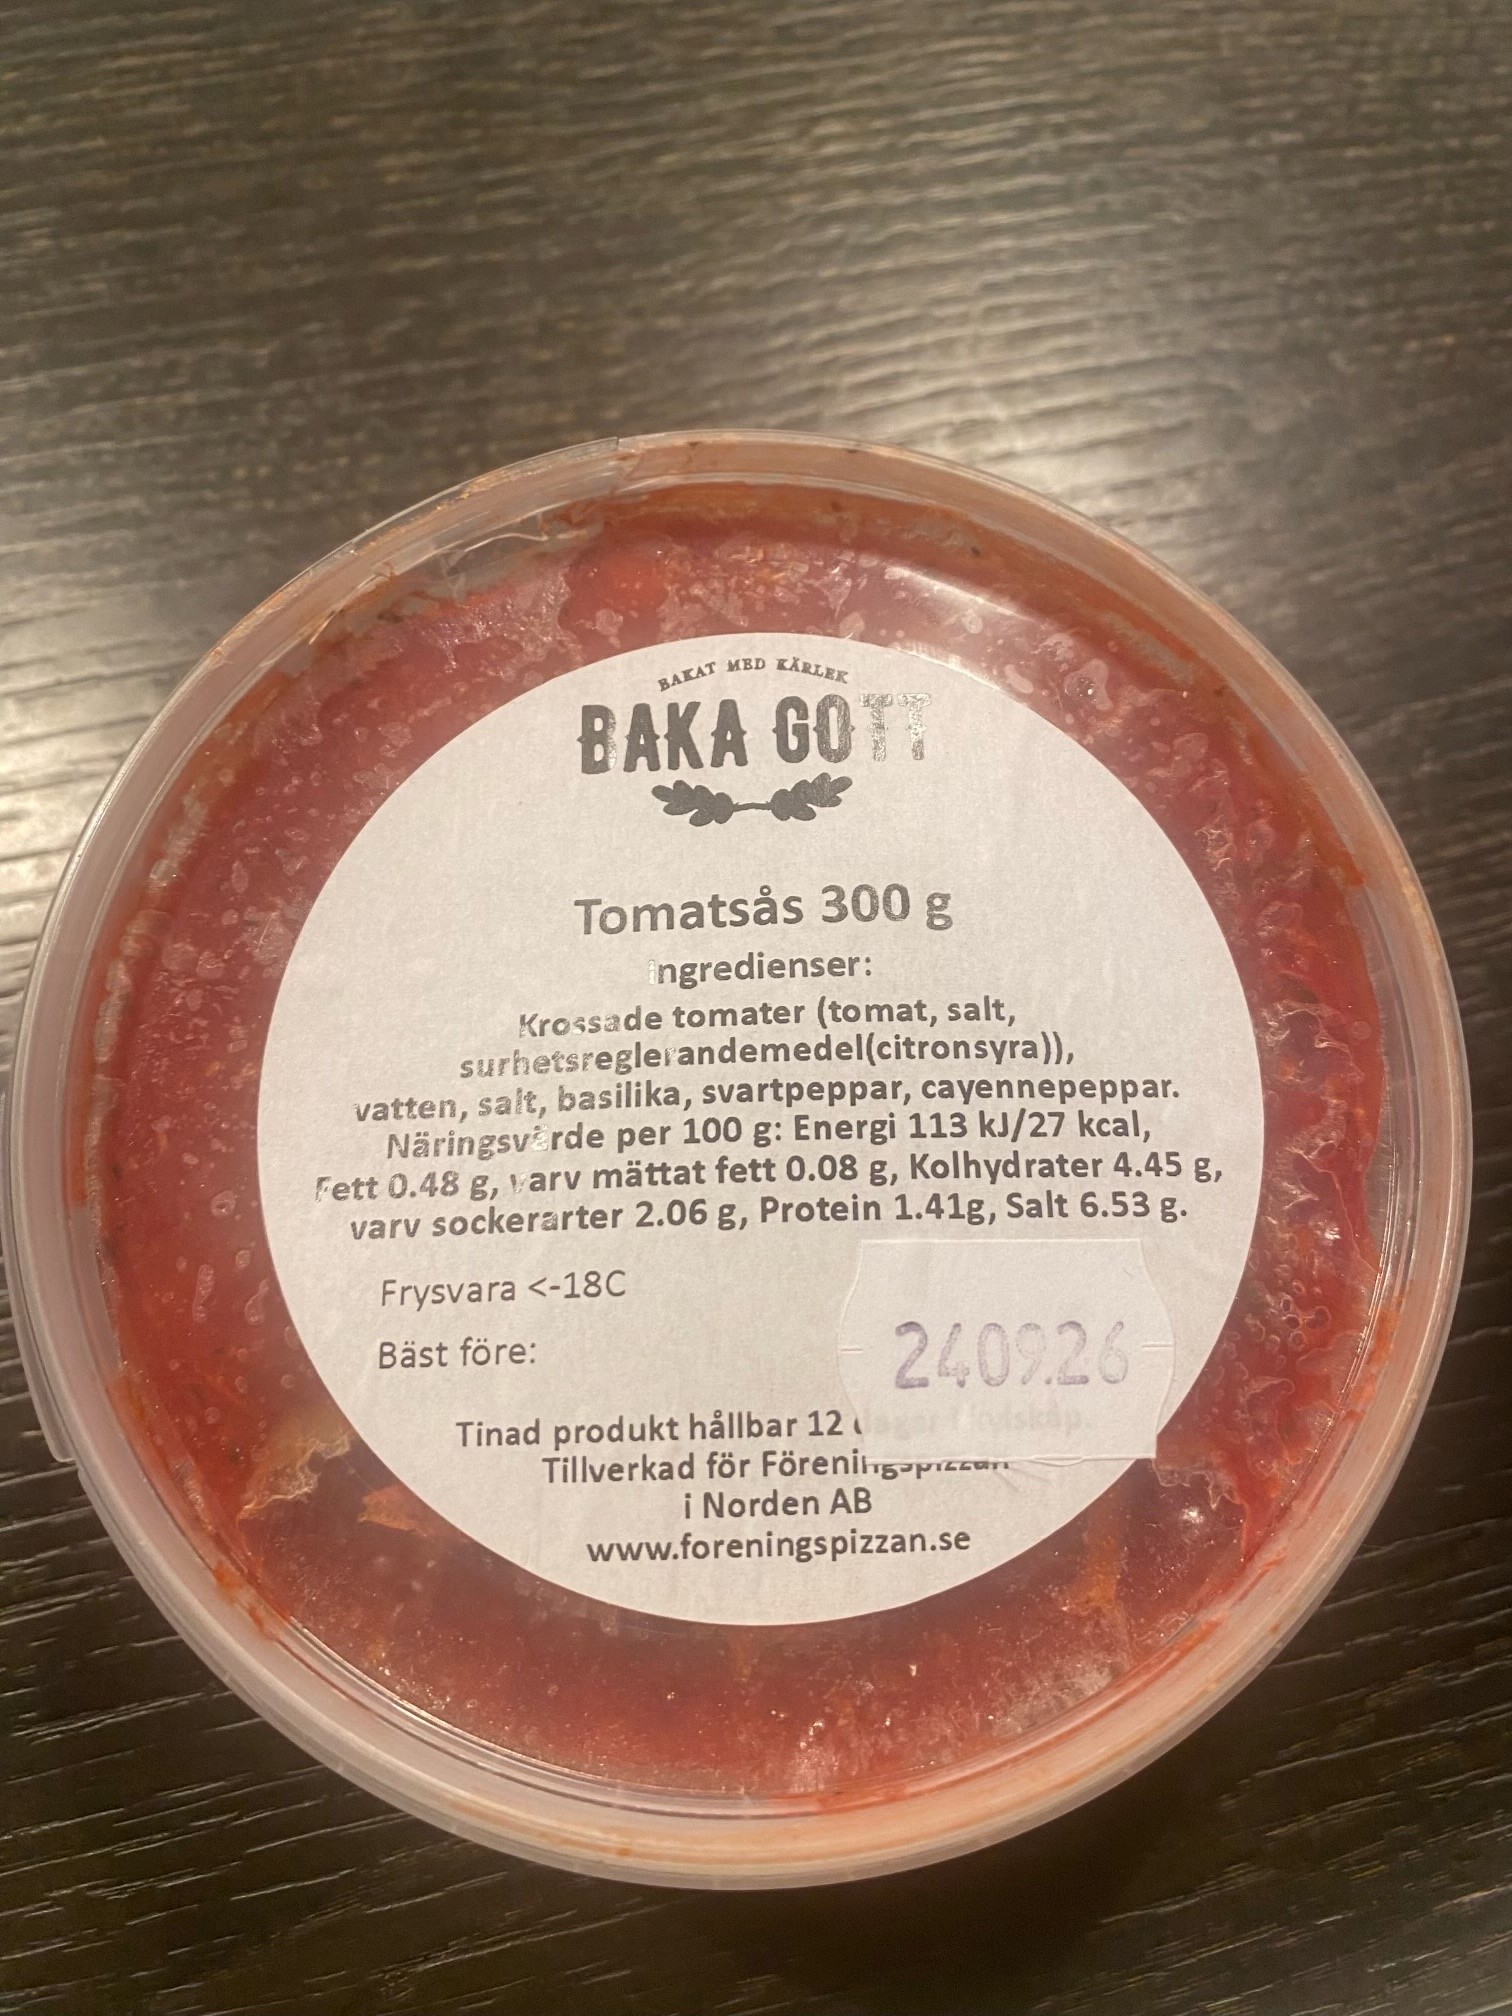 BAKAT MED KÄRLEK
BAKA GOTT
Tomatsås 300 g
Ingredienser:
Krossade tomater (tomat, salt,
surhetsreglerandemedel(citronsyra)),
vatten, salt, basilika, svartpeppar, cayennepeppar.
Näringsvärde per 100 g: Energi 113 kJ/27 kcal,
Fett 0.48 g, varv mättat fett 0.08 g, Kolhydrater 4.45 g,
varv sockerarter 2.06 g, Protein 1.41g, Salt 6.53 g.
Frysvara <-18C
Bäst före:
240926
Tinad produkt hållbar 12 dagar i kylskåp.
Tillverkad för Föreningspizzan
i Norden AB
www.foreningspizzan.se